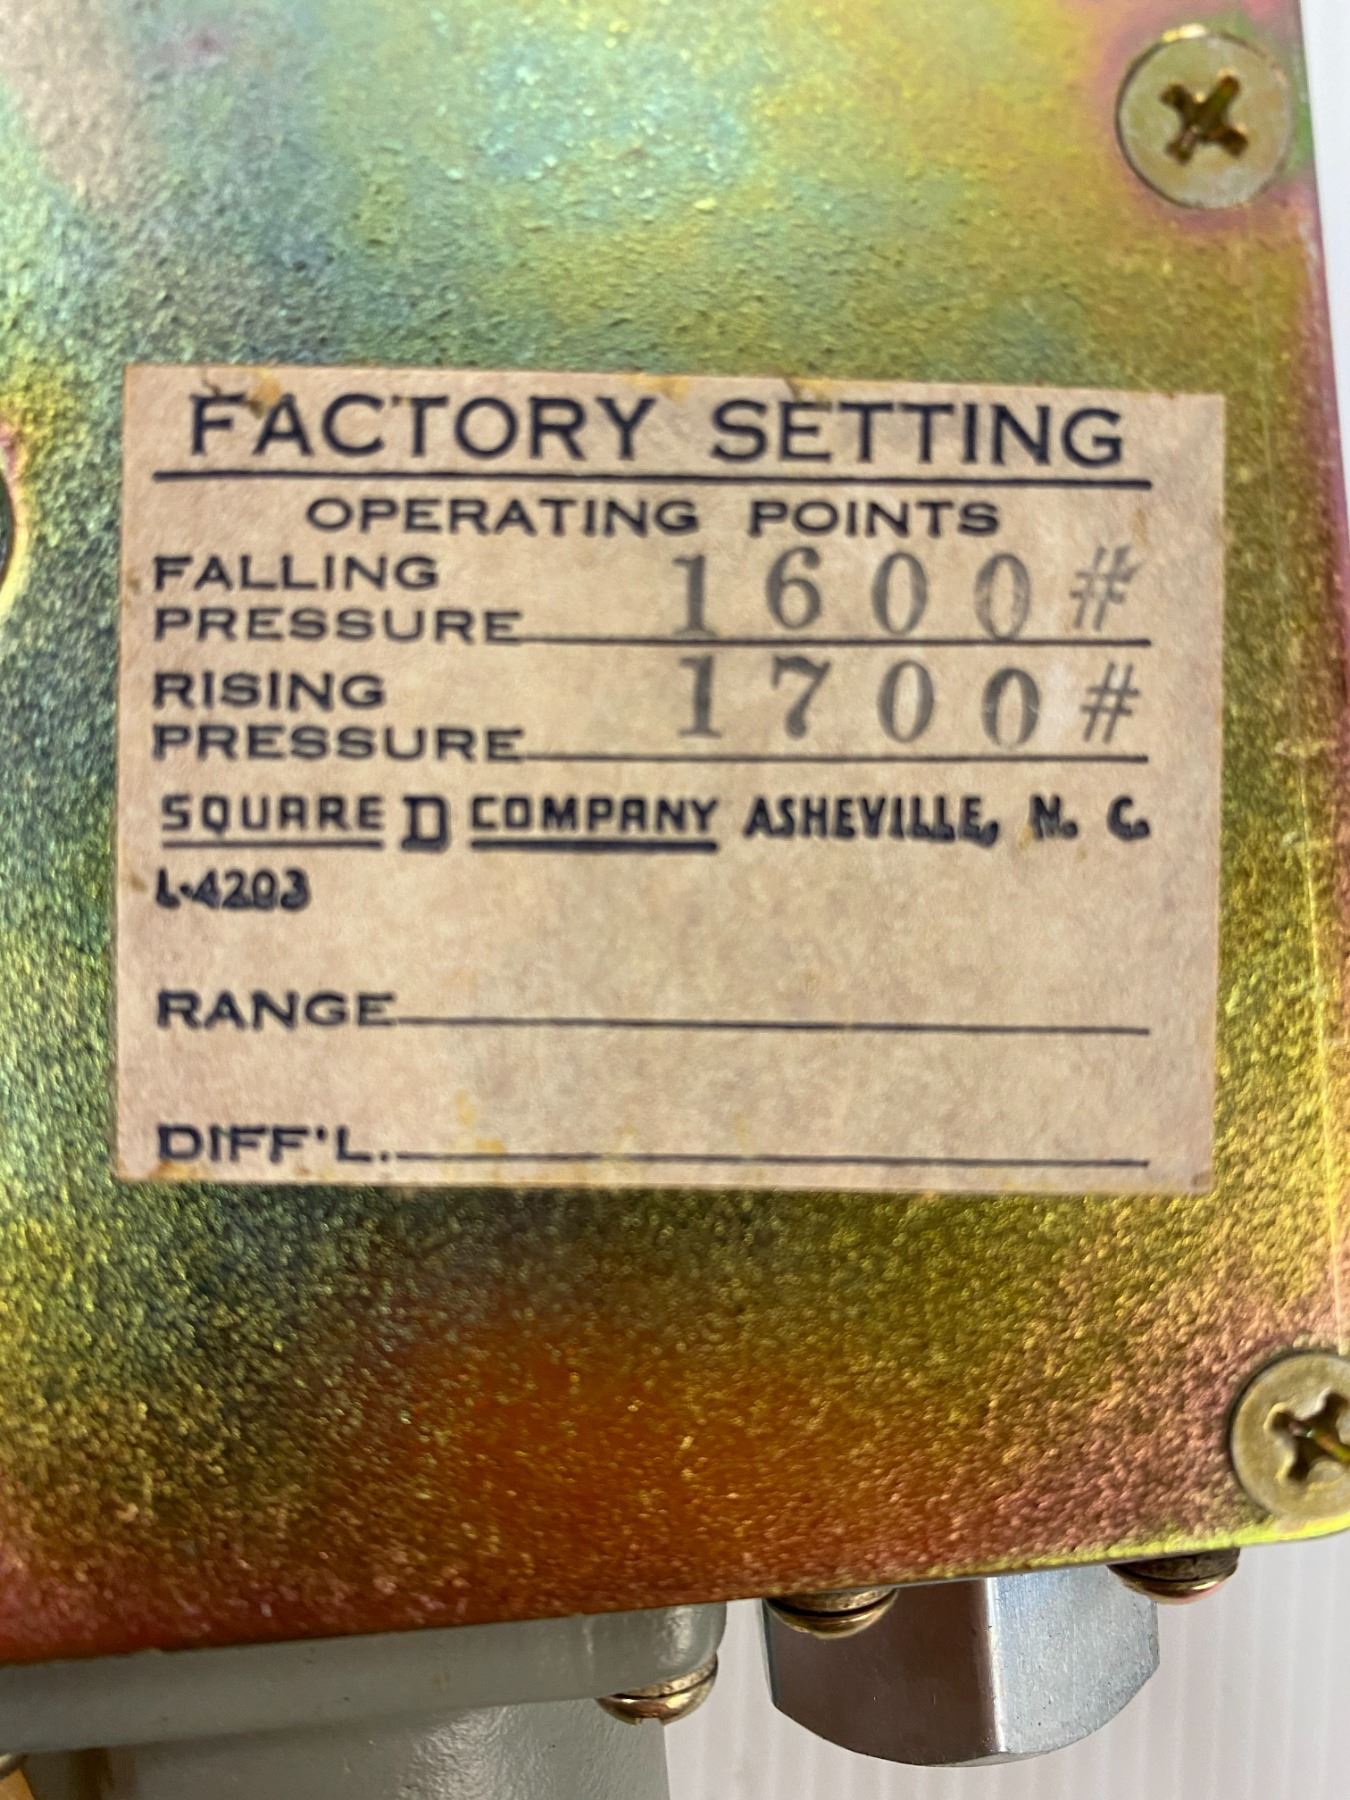 FACTORY SETTING
OPERATING POINTS
FALLING
PRESSURE 1600#
RISING
PRESSURE 1700#
SQUARE D COMPANY ASHEVILLE, N. C.
L-4203
RANGE
DIFF'L.